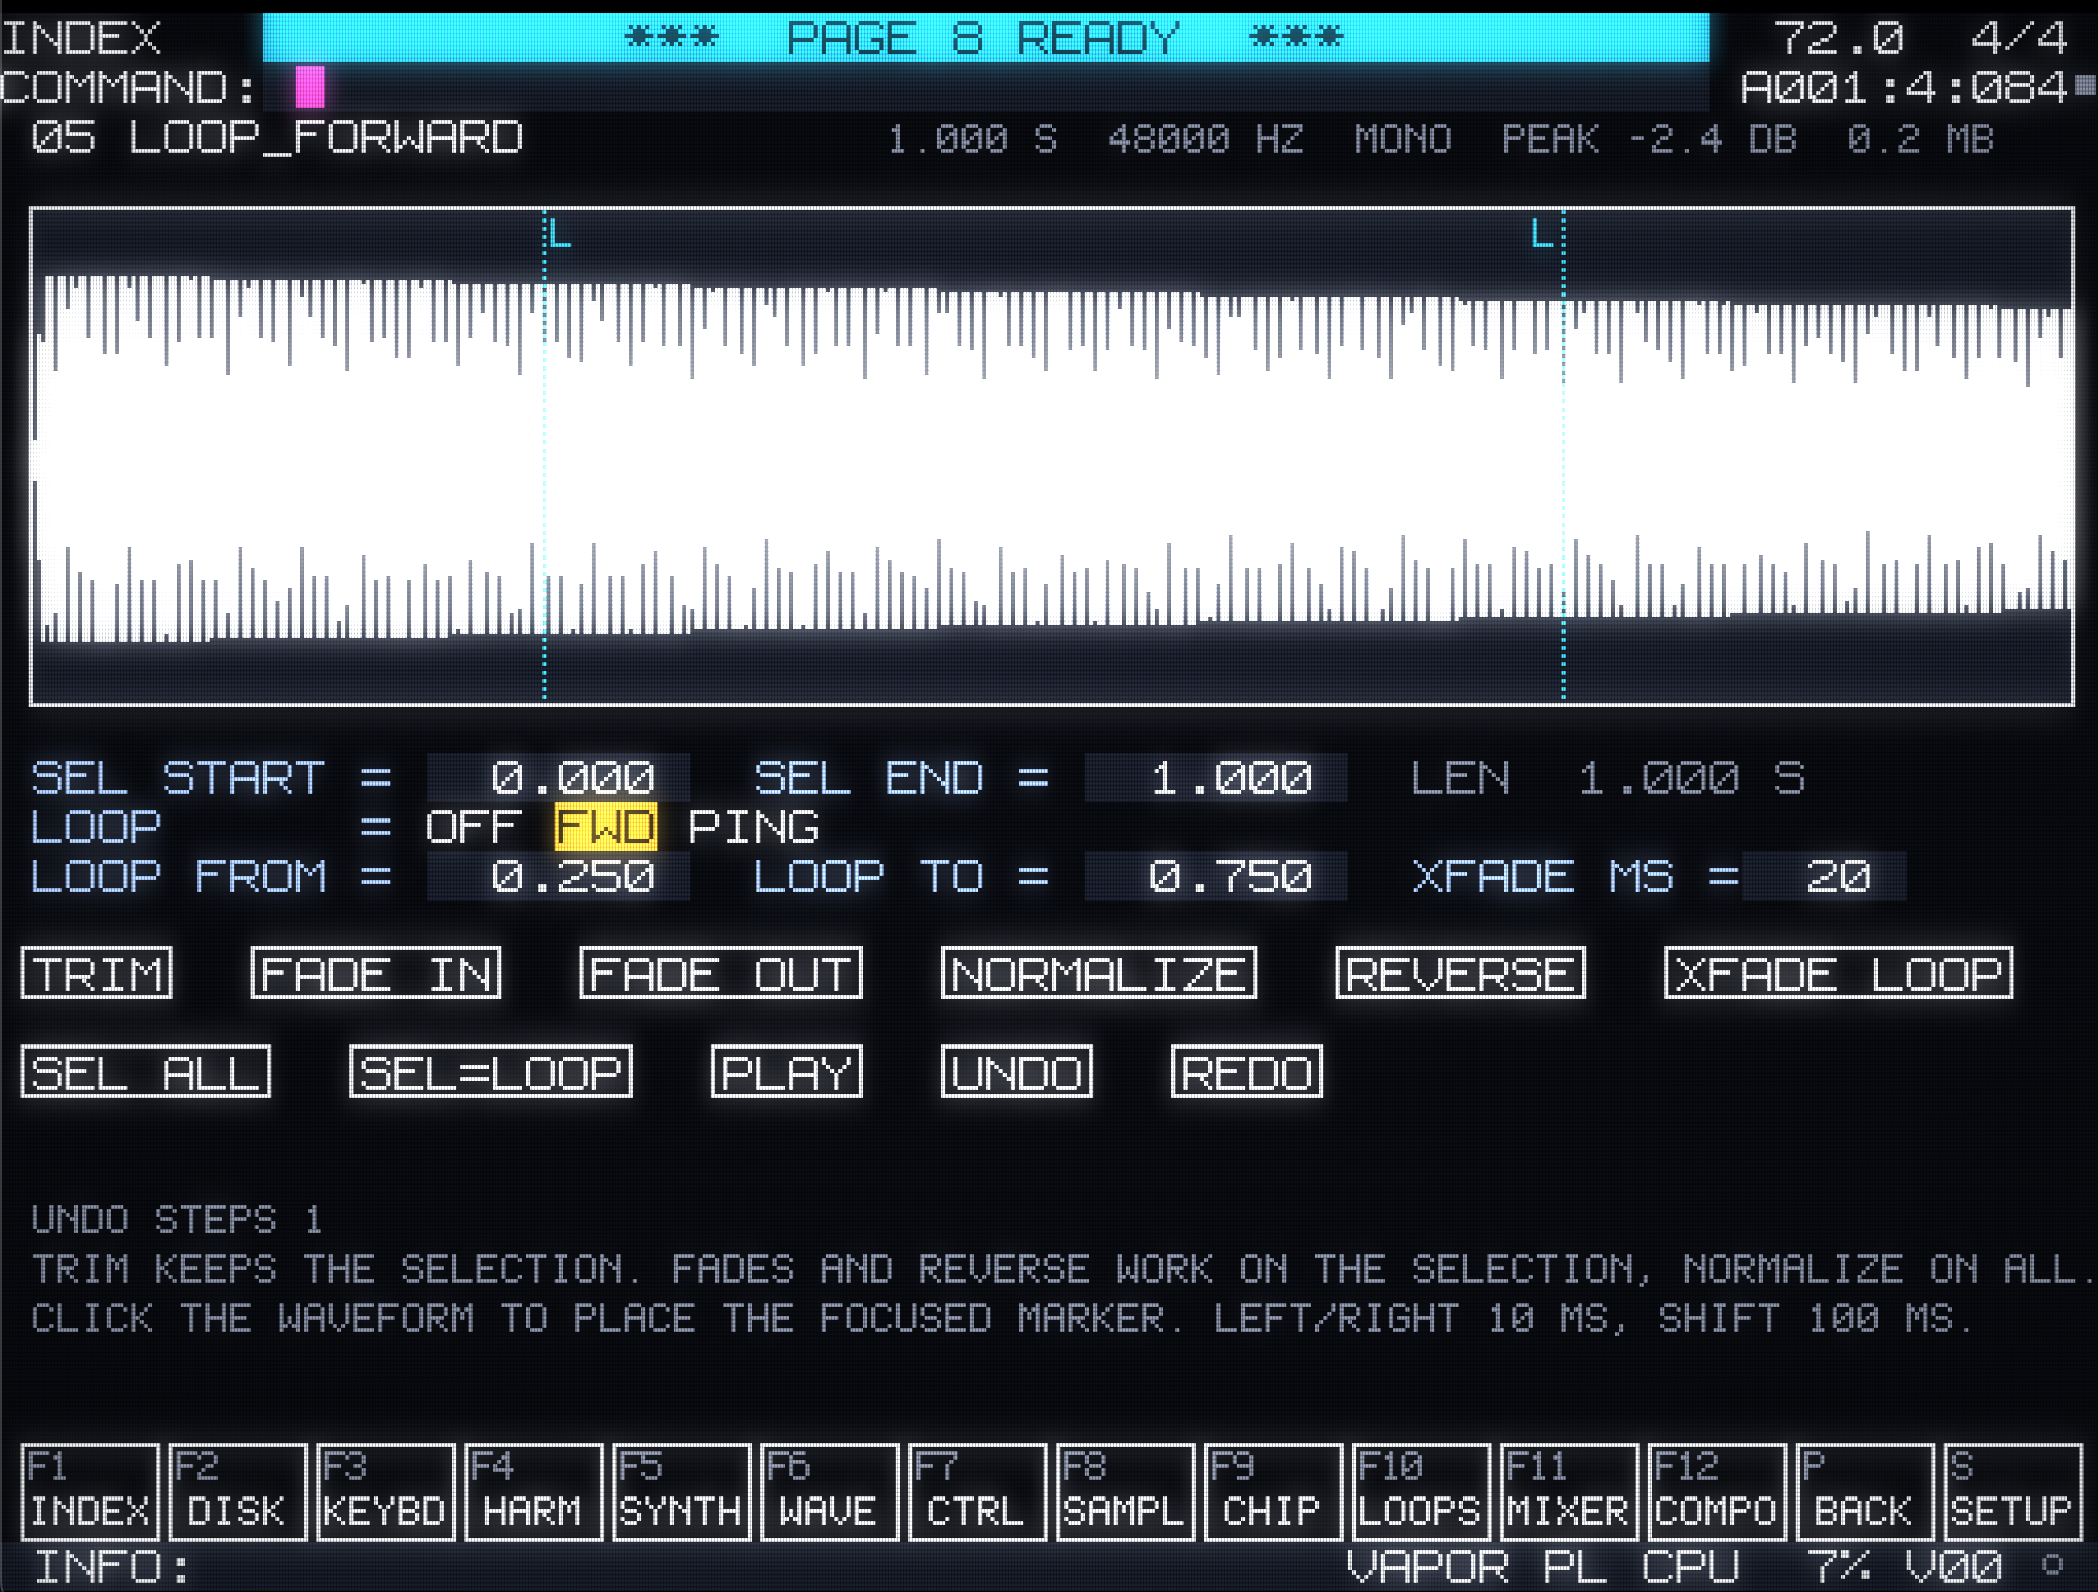 INDEX *** PAGE 8 READY *** 72.0 4/4
COMMAND: A001:4:084
05 LOOP_FORWARD 1.000 S 48000 HZ MONO PEAK -2.4 DB 0.2 MB
L L
SEL START = 0.000 SEL END = 1.000 LEN 1.000 S
LOOP = OFF FWD PING
LOOP FROM = 0.250 LOOP TO = 0.750 XFADE MS = 20
TRIM FADE IN FADE OUT NORMALIZE REVERSE XFADE LOOP
SEL ALL SEL=LOOP PLAY UNDO REDO
UNDO STEPS 1
TRIM KEEPS THE SELECTION. FADES AND REVERSE WORK ON THE SELECTION, NORMALIZE ON ALL.
CLICK THE WAVEFORM TO PLACE THE FOCUSED MARKER. LEFT/RIGHT 10 MS, SHIFT 100 MS.
F1 F2 F3 F4 F5 F6 F7 F8 F9 F10 F11 F12 P S
INDEX DISK KEYBD HARM SYNTH WAVE CTRL SAMPL CHIP LOOPS MIXER COMPO BACK SETUP
INFO: VAPOR PL CPU 7% V00